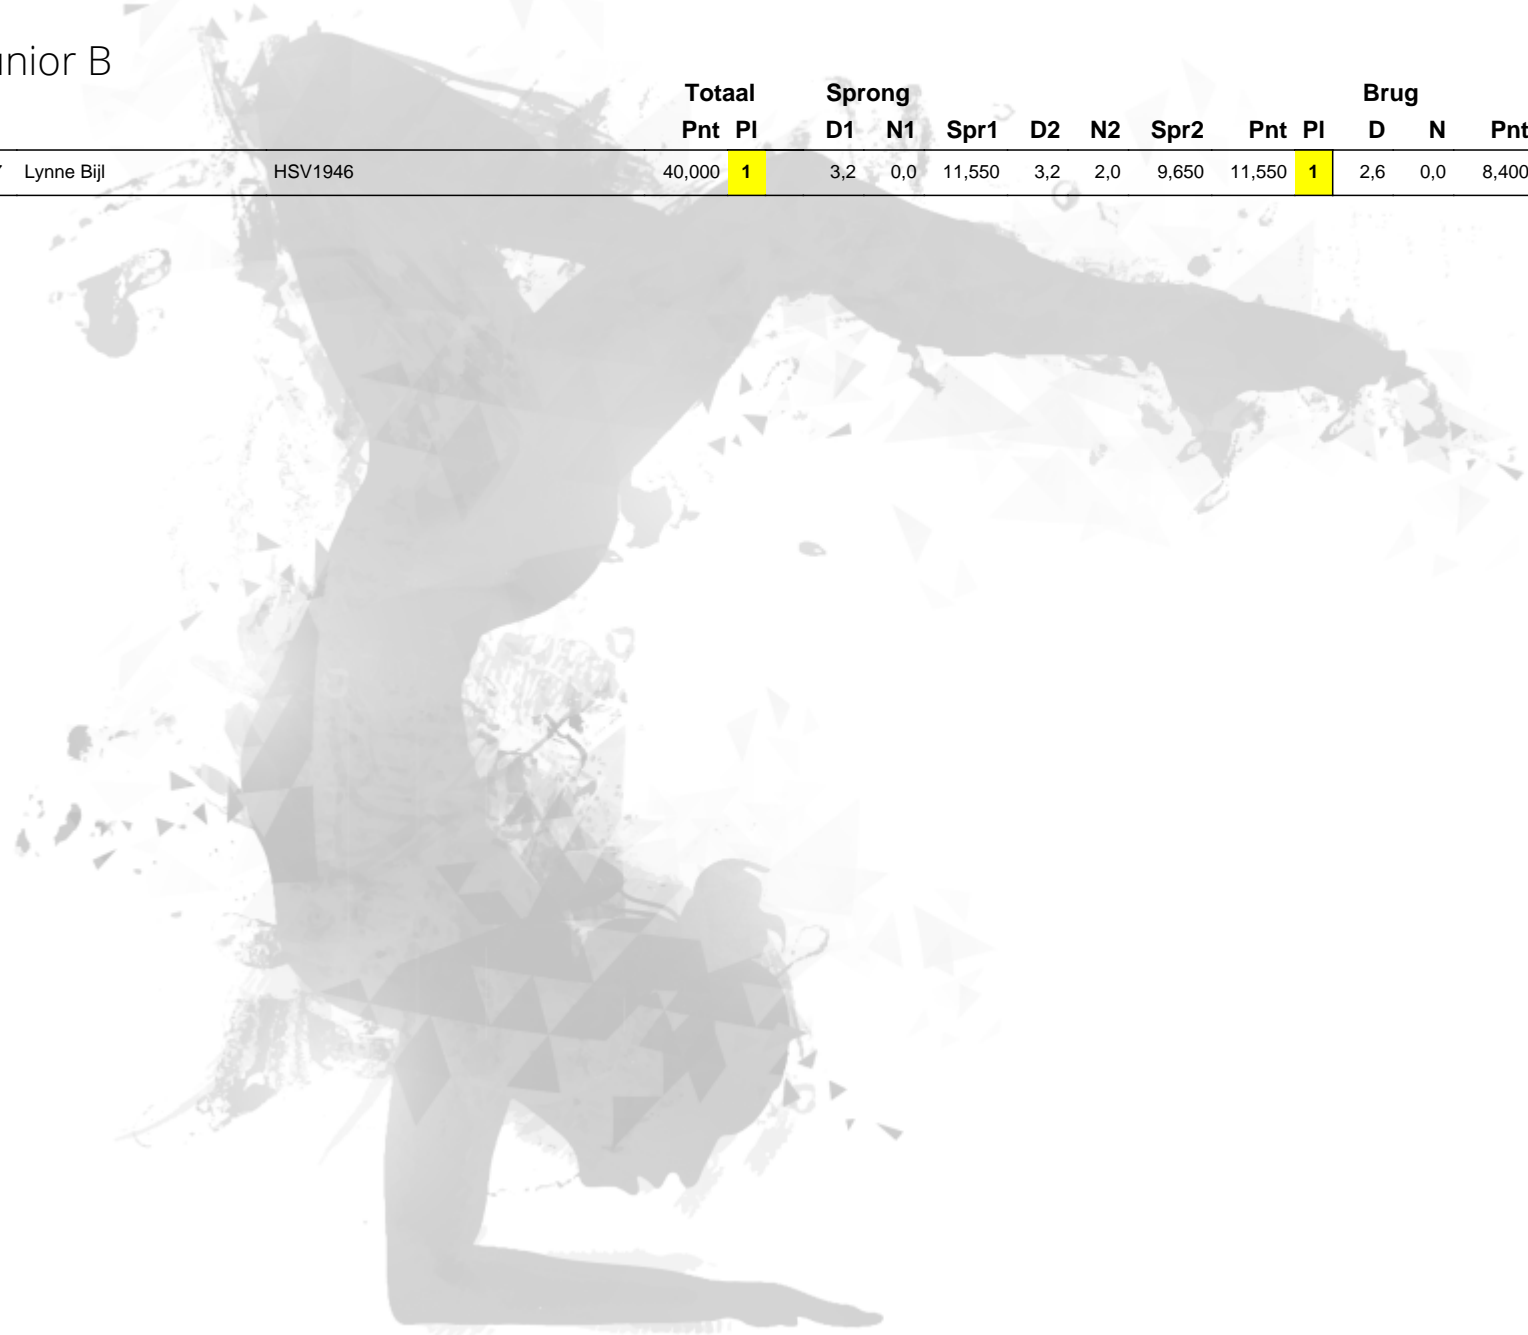 unior B
Totaal Sprong Brug
Pnt Pl D1 N1 Spr1 D2 N2 Spr2 Pnt Pl D N Pnt
Lynne Bijl HSV1946 40,000 1 3,2 0,0 11,550 3,2 2,0 9,650 11,550 1 2,6 0,0 8,400